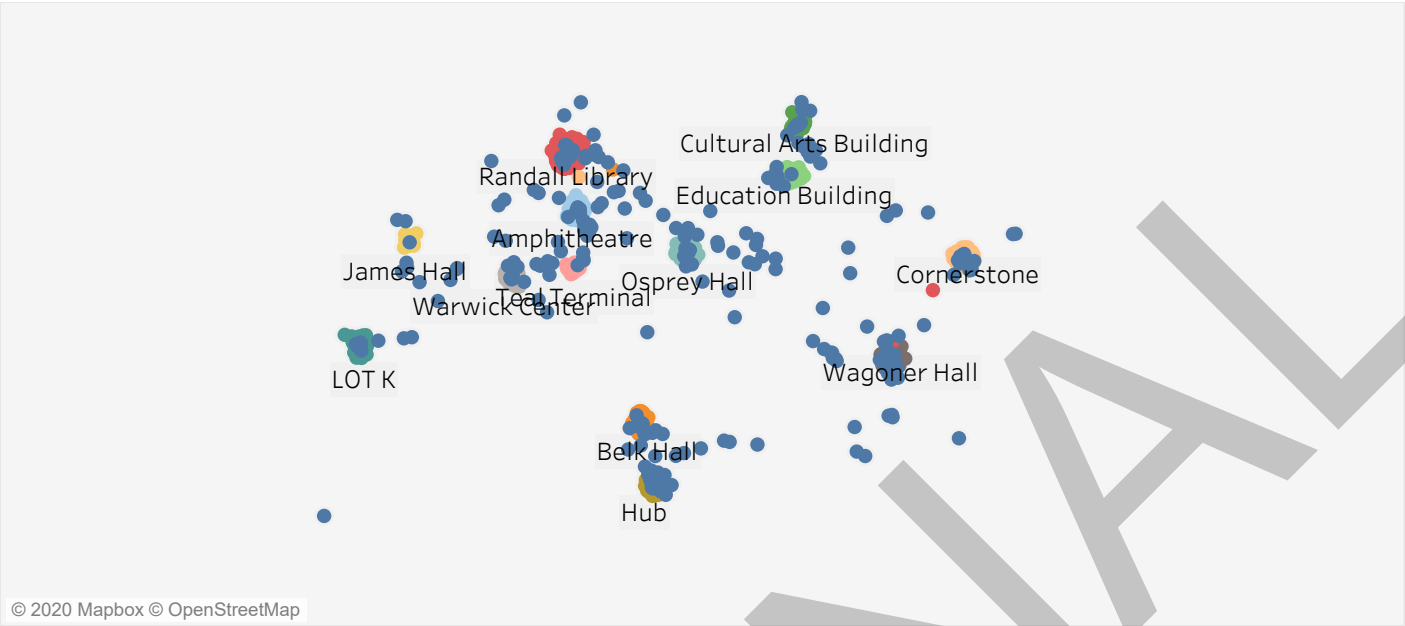 Cultural Arts Building
Randall Library
Education Building
Amphitheatre
James Hall
Osprey Hall
Cornerstone
Teal Terminal
Warwick Center
LOT K
Wagoner Hall
Belk Hall
Hub
© 2020 Mapbox © OpenStreetMap